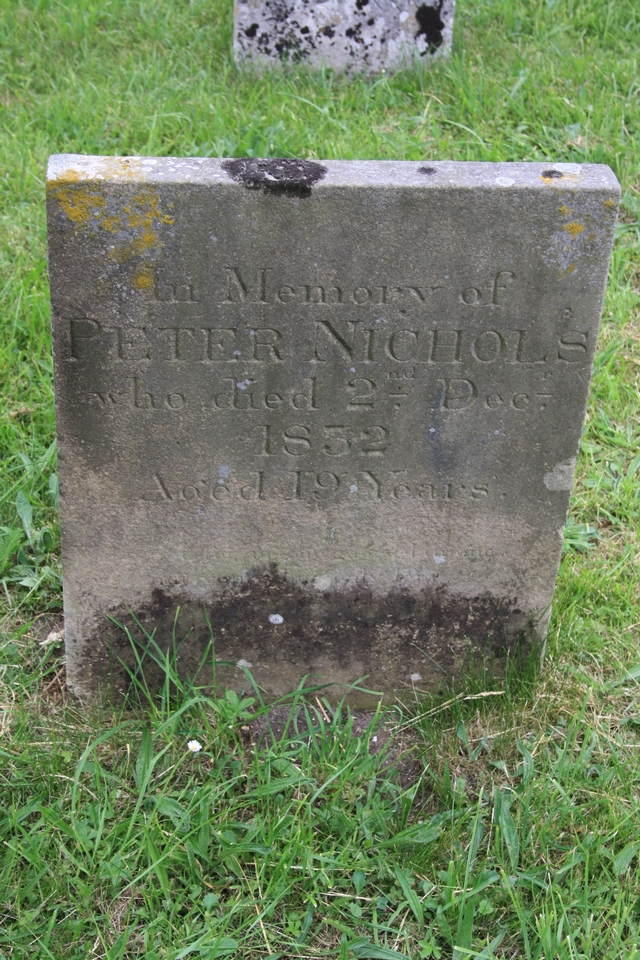 In Memory of
PETER NICHOLS
who died 2nd Decr
1832
Aged 19 Years.